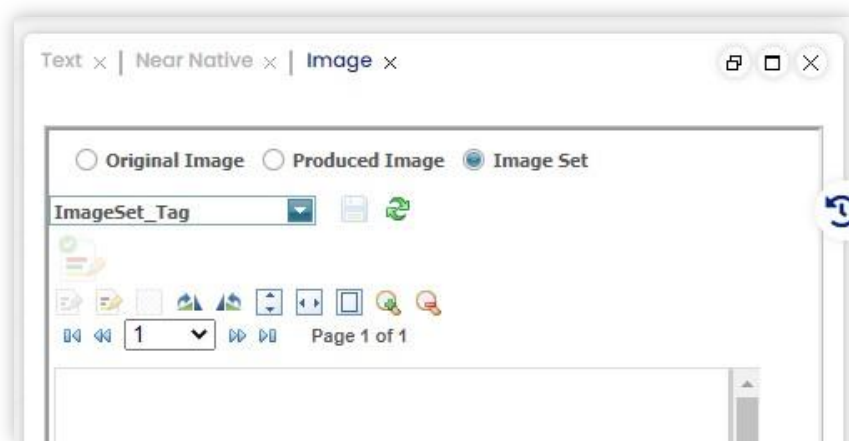 Text × | Near Native × | Image ×
Original Image Produced Image Image Set
ImageSet_Tag
1 Page 1 of 1